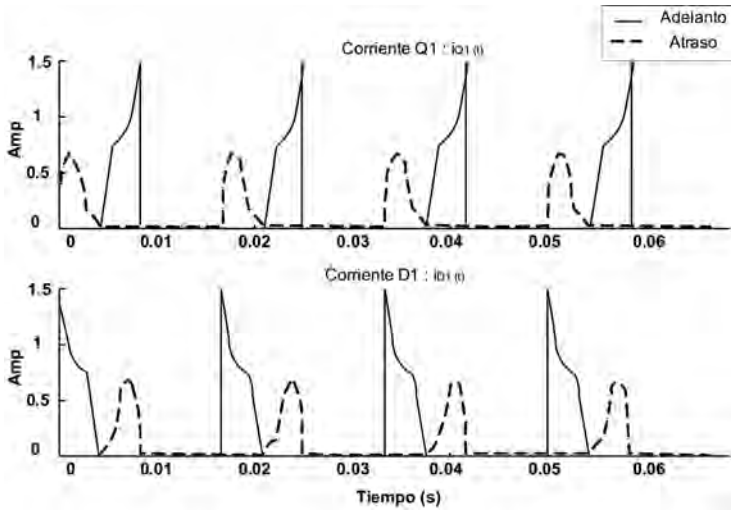 Adelanto
Atraso
Corriente Q1 : iQ1 (t)
1.5
1
0.5
0
Amp
0 0.01 0.02 0.03 0.04 0.05 0.06
Corriente D1 : iD1 (t)
1.5
1
0.5
0
Amp
0 0.01 0.02 0.03 0.04 0.05 0.06
Tiempo (s)